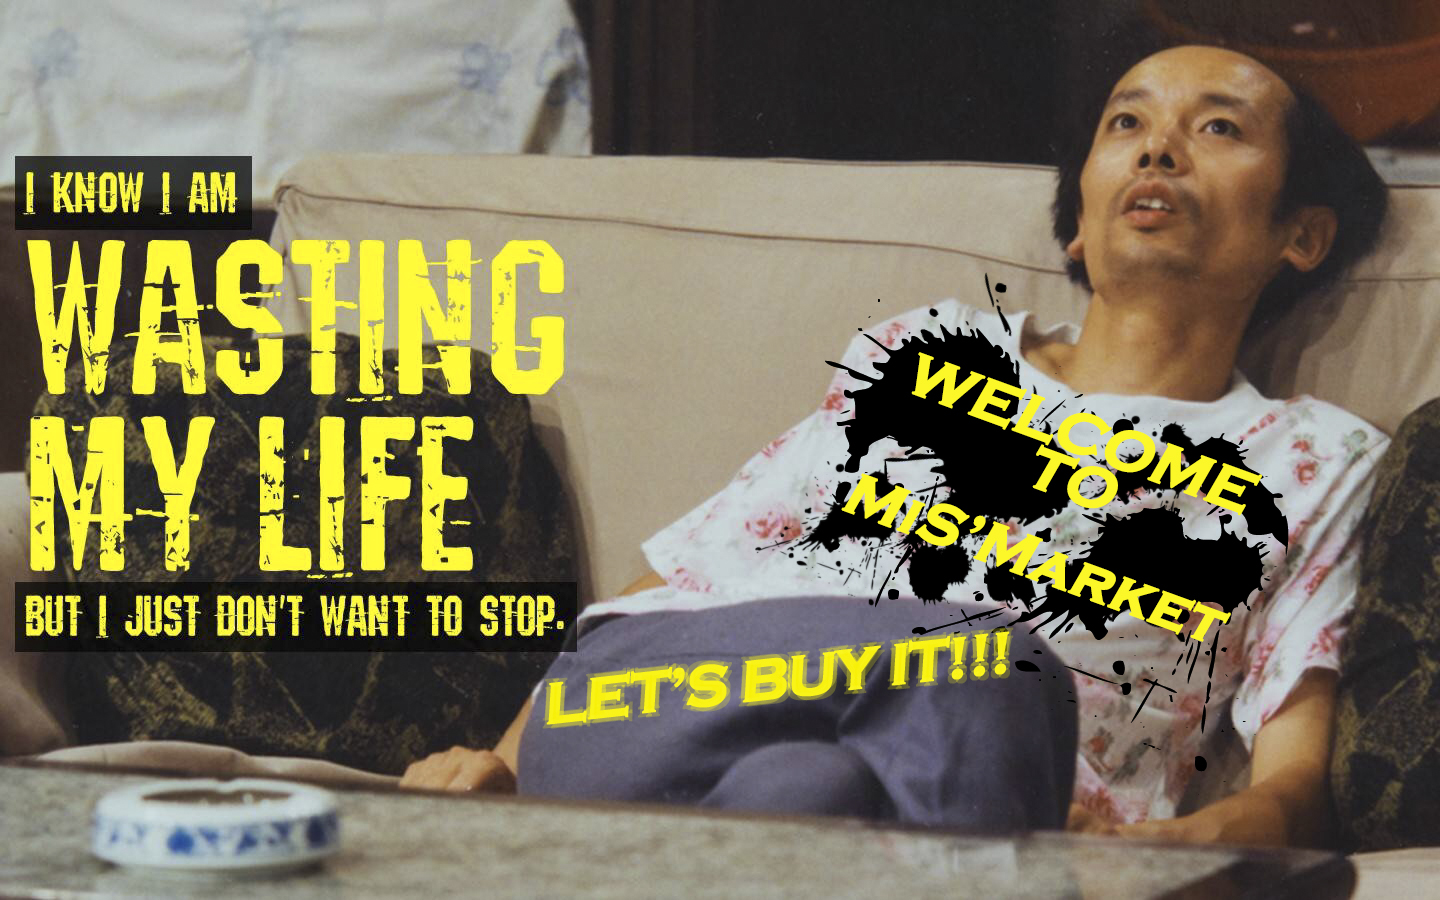 I KNOW I AM
WASTING
MY LIFE
BUT I JUST DON'T WANT TO STOP.
WELCOME
TO
MIS'MARKET
LET'S BUY IT!!!